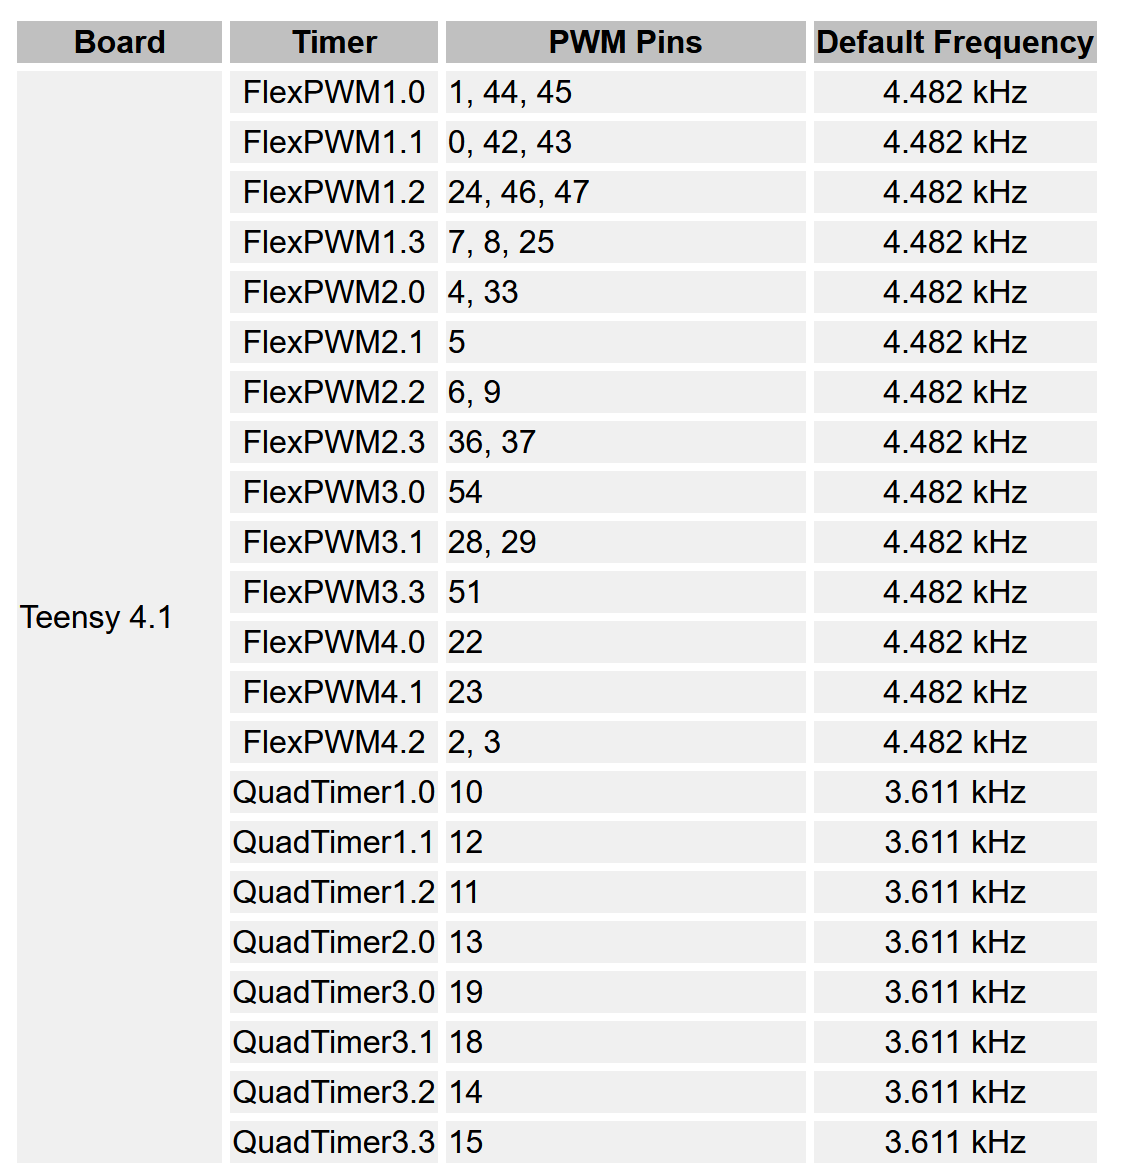 Board Timer PWM Pins Default Frequency
FlexPWM1.0 1, 44, 45 4.482 kHz
FlexPWM1.1 0, 42, 43 4.482 kHz
FlexPWM1.2 24, 46, 47 4.482 kHz
FlexPWM1.3 7, 8, 25 4.482 kHz
FlexPWM2.0 4, 33 4.482 kHz
FlexPWM2.1 5 4.482 kHz
FlexPWM2.2 6, 9 4.482 kHz
FlexPWM2.3 36, 37 4.482 kHz
FlexPWM3.0 54 4.482 kHz
FlexPWM3.1 28, 29 4.482 kHz
FlexPWM3.3 51 4.482 kHz
Teensy 4.1
FlexPWM4.0 22 4.482 kHz
FlexPWM4.1 23 4.482 kHz
FlexPWM4.2 2, 3 4.482 kHz
QuadTimer1.0 10 3.611 kHz
QuadTimer1.1 12 3.611 kHz
QuadTimer1.2 11 3.611 kHz
QuadTimer2.0 13 3.611 kHz
QuadTimer3.0 19 3.611 kHz
QuadTimer3.1 18 3.611 kHz
QuadTimer3.2 14 3.611 kHz
QuadTimer3.3 15 3.611 kHz